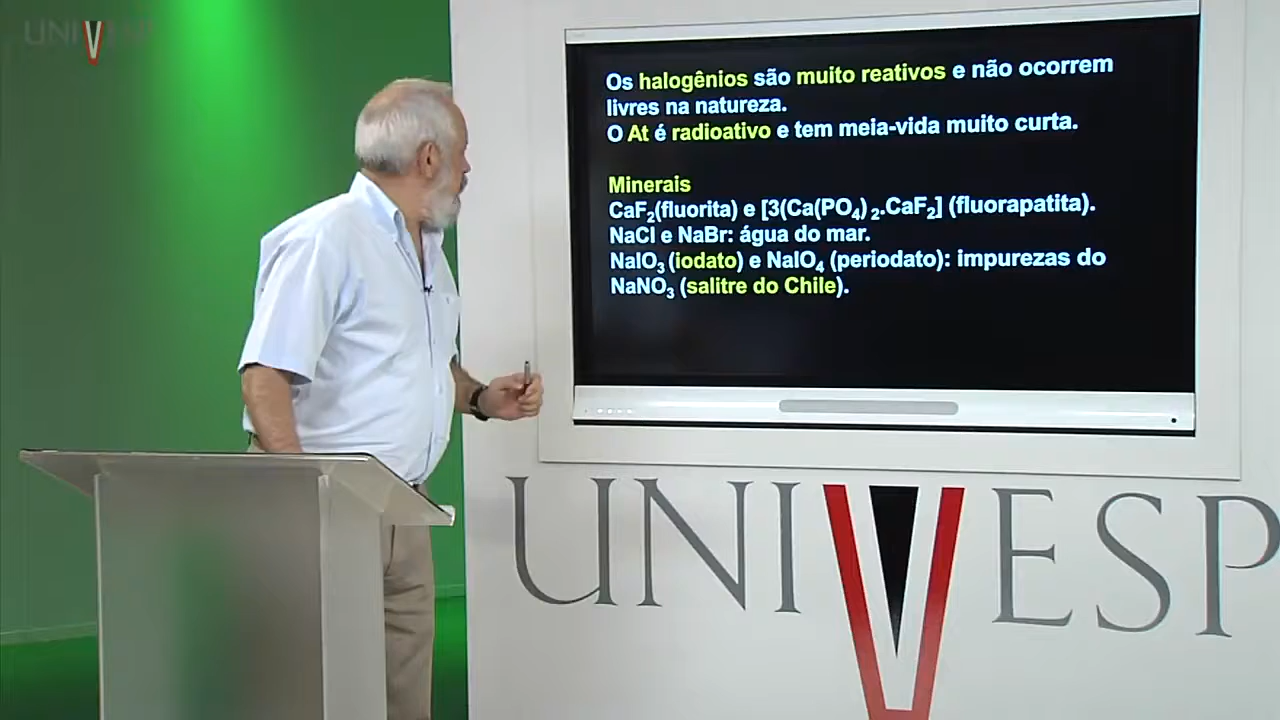 UNIVESP
Os halogênios são muito reativos e não ocorrem
livres na natureza.
O At é radioativo e tem meia-vida muito curta.
Minerais
CaF₂(fluorita) e [3(Ca(PO₄)₂.CaF₂] (fluorapatita).
NaCl e NaBr: água do mar.
NaIO₃ (iodato) e NaIO₄ (periodato): impurezas do
NaNO₃ (salitre do Chile).
UNIVESP